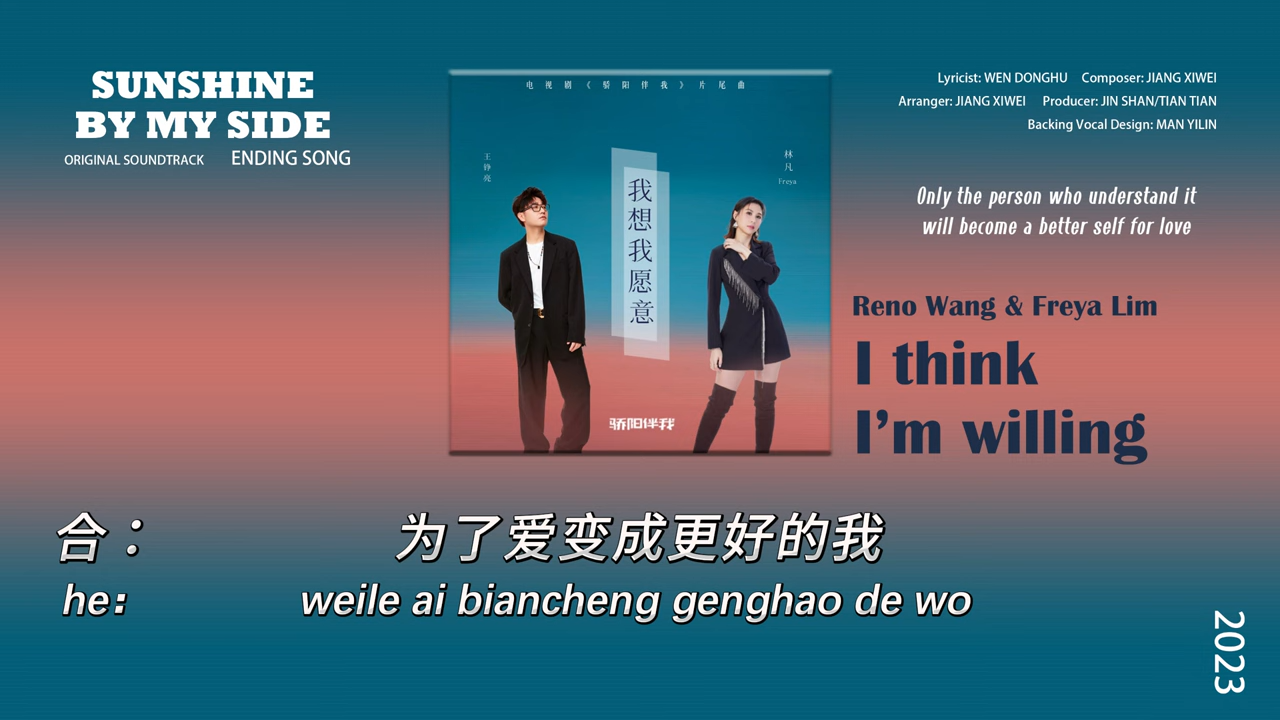 SUNSHINE
BY MY SIDE
ORIGINAL SOUNDTRACK ENDING SONG
电视剧《骄阳伴我》片尾曲
王铮亮
林凡
Freya
我想我愿意
骄阳伴我
Lyricist: WEN DONGHU Composer: JIANG XIWEI
Arranger: JIANG XIWEI Producer: JIN SHAN/TIAN TIAN
Backing Vocal Design: MAN YILIN
Only the person who understand it
will become a better self for love
Reno Wang & Freya Lim
I think
I'm willing
合： 为了爱变成更好的我
he: weile ai biancheng genghao de wo
2023